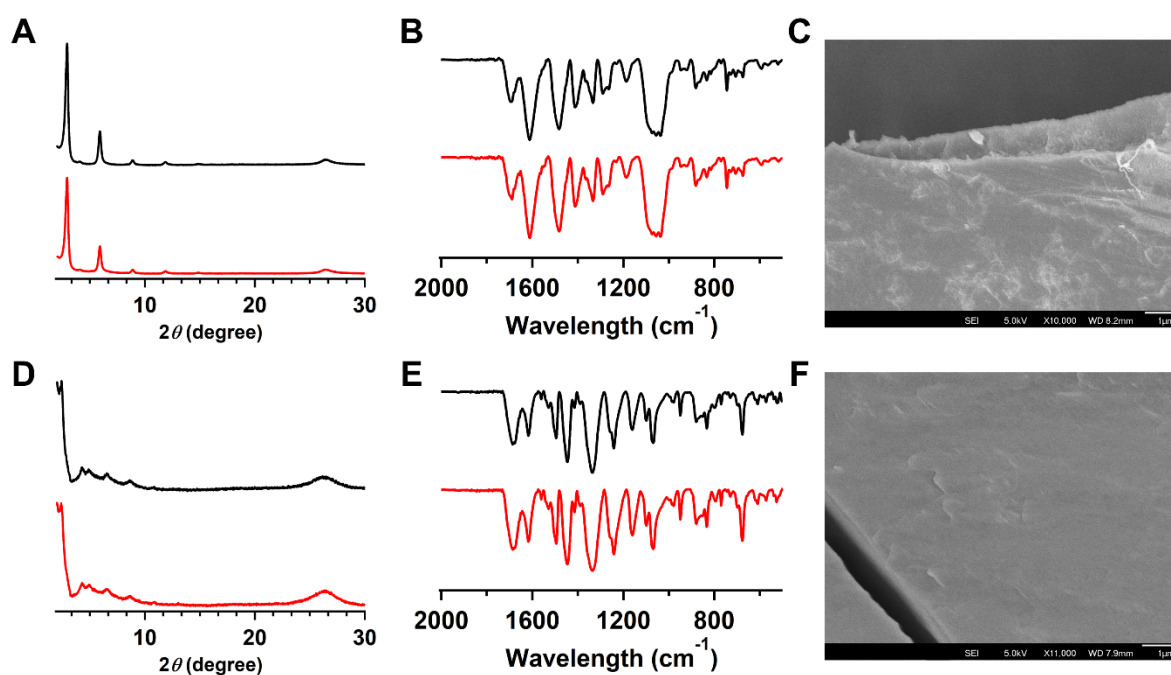 A
B
C
10
20
30
2θ (degree)
2000
1600
1200
800
Wavelength (cm-1)
SEI 5.0kV X10,000 WD 8.2mm 1µm
D
E
F
10
20
30
2θ (degree)
2000
1600
1200
800
Wavelength (cm-1)
SEI 5.0kV X11,000 WD 7.9mm 1µm